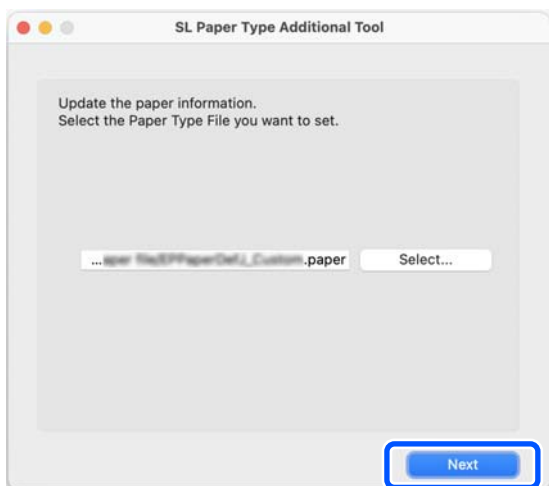 SL Paper Type Additional Tool
Update the paper information.
Select the Paper Type File you want to set.
... .paper
Select...
Next